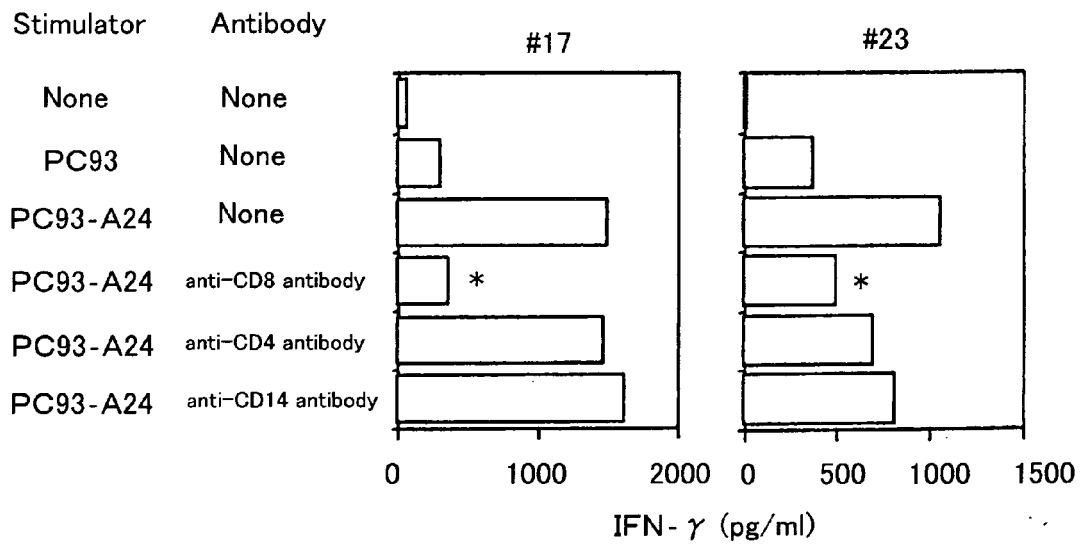 Stimulator Antibody #17 #23
None None
PC93 None
PC93-A24 None
PC93-A24 anti-CD8 antibody * *
PC93-A24 anti-CD4 antibody
PC93-A24 anti-CD14 antibody
0 1000 2000 0 500 1000 1500
IFN-γ (pg/ml)